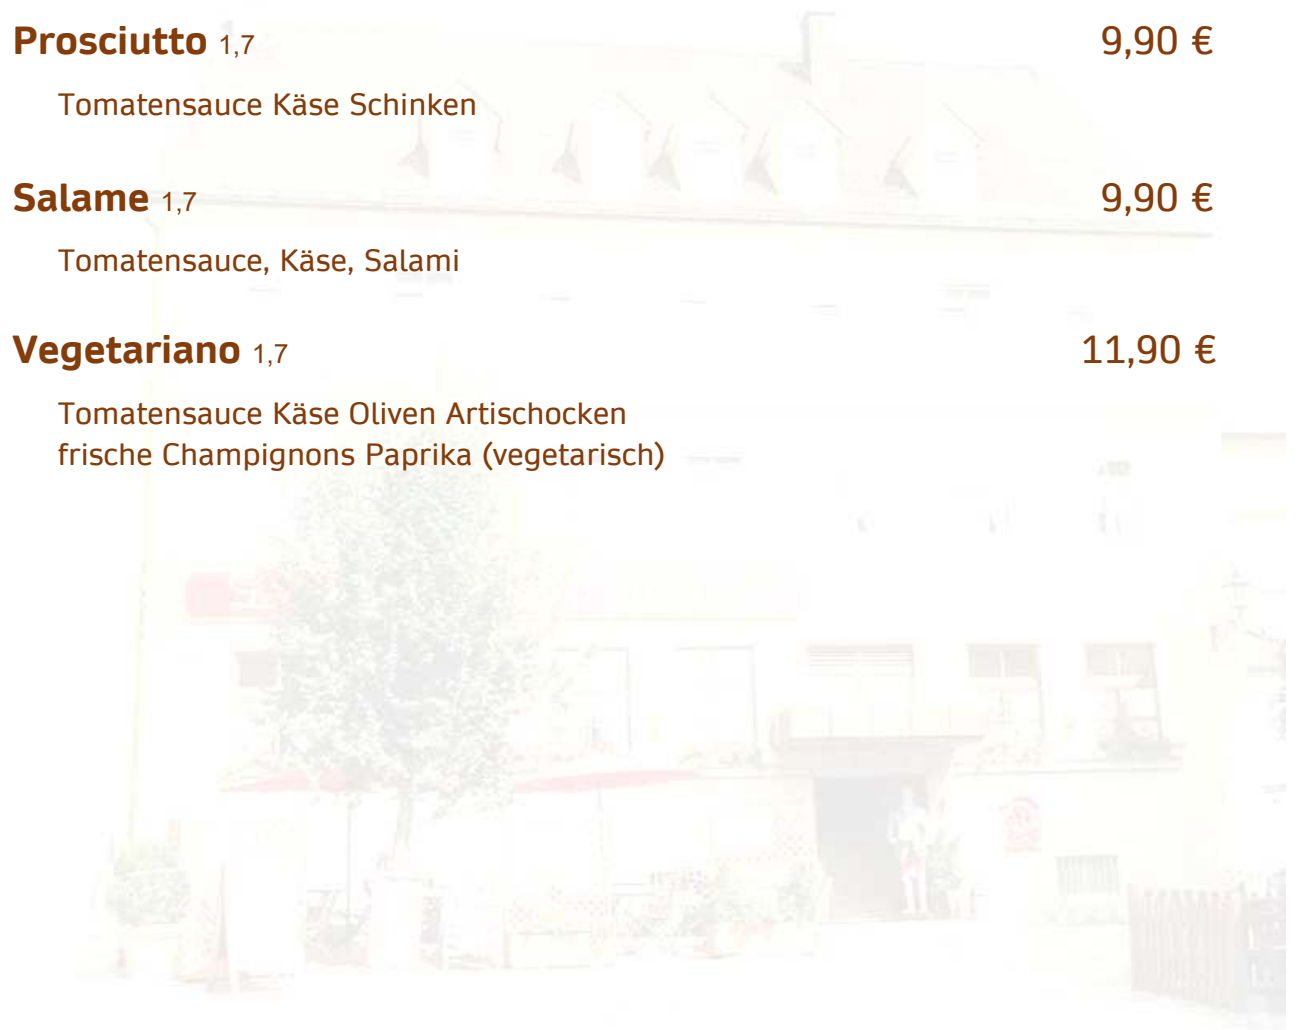 Prosciutto 1,7 9,90 €
Tomatensauce Käse Schinken
Salame 1,7 9,90 €
Tomatensauce, Käse, Salami
Vegetariano 1,7 11,90 €
Tomatensauce Käse Oliven Artischocken
frische Champignons Paprika (vegetarisch)